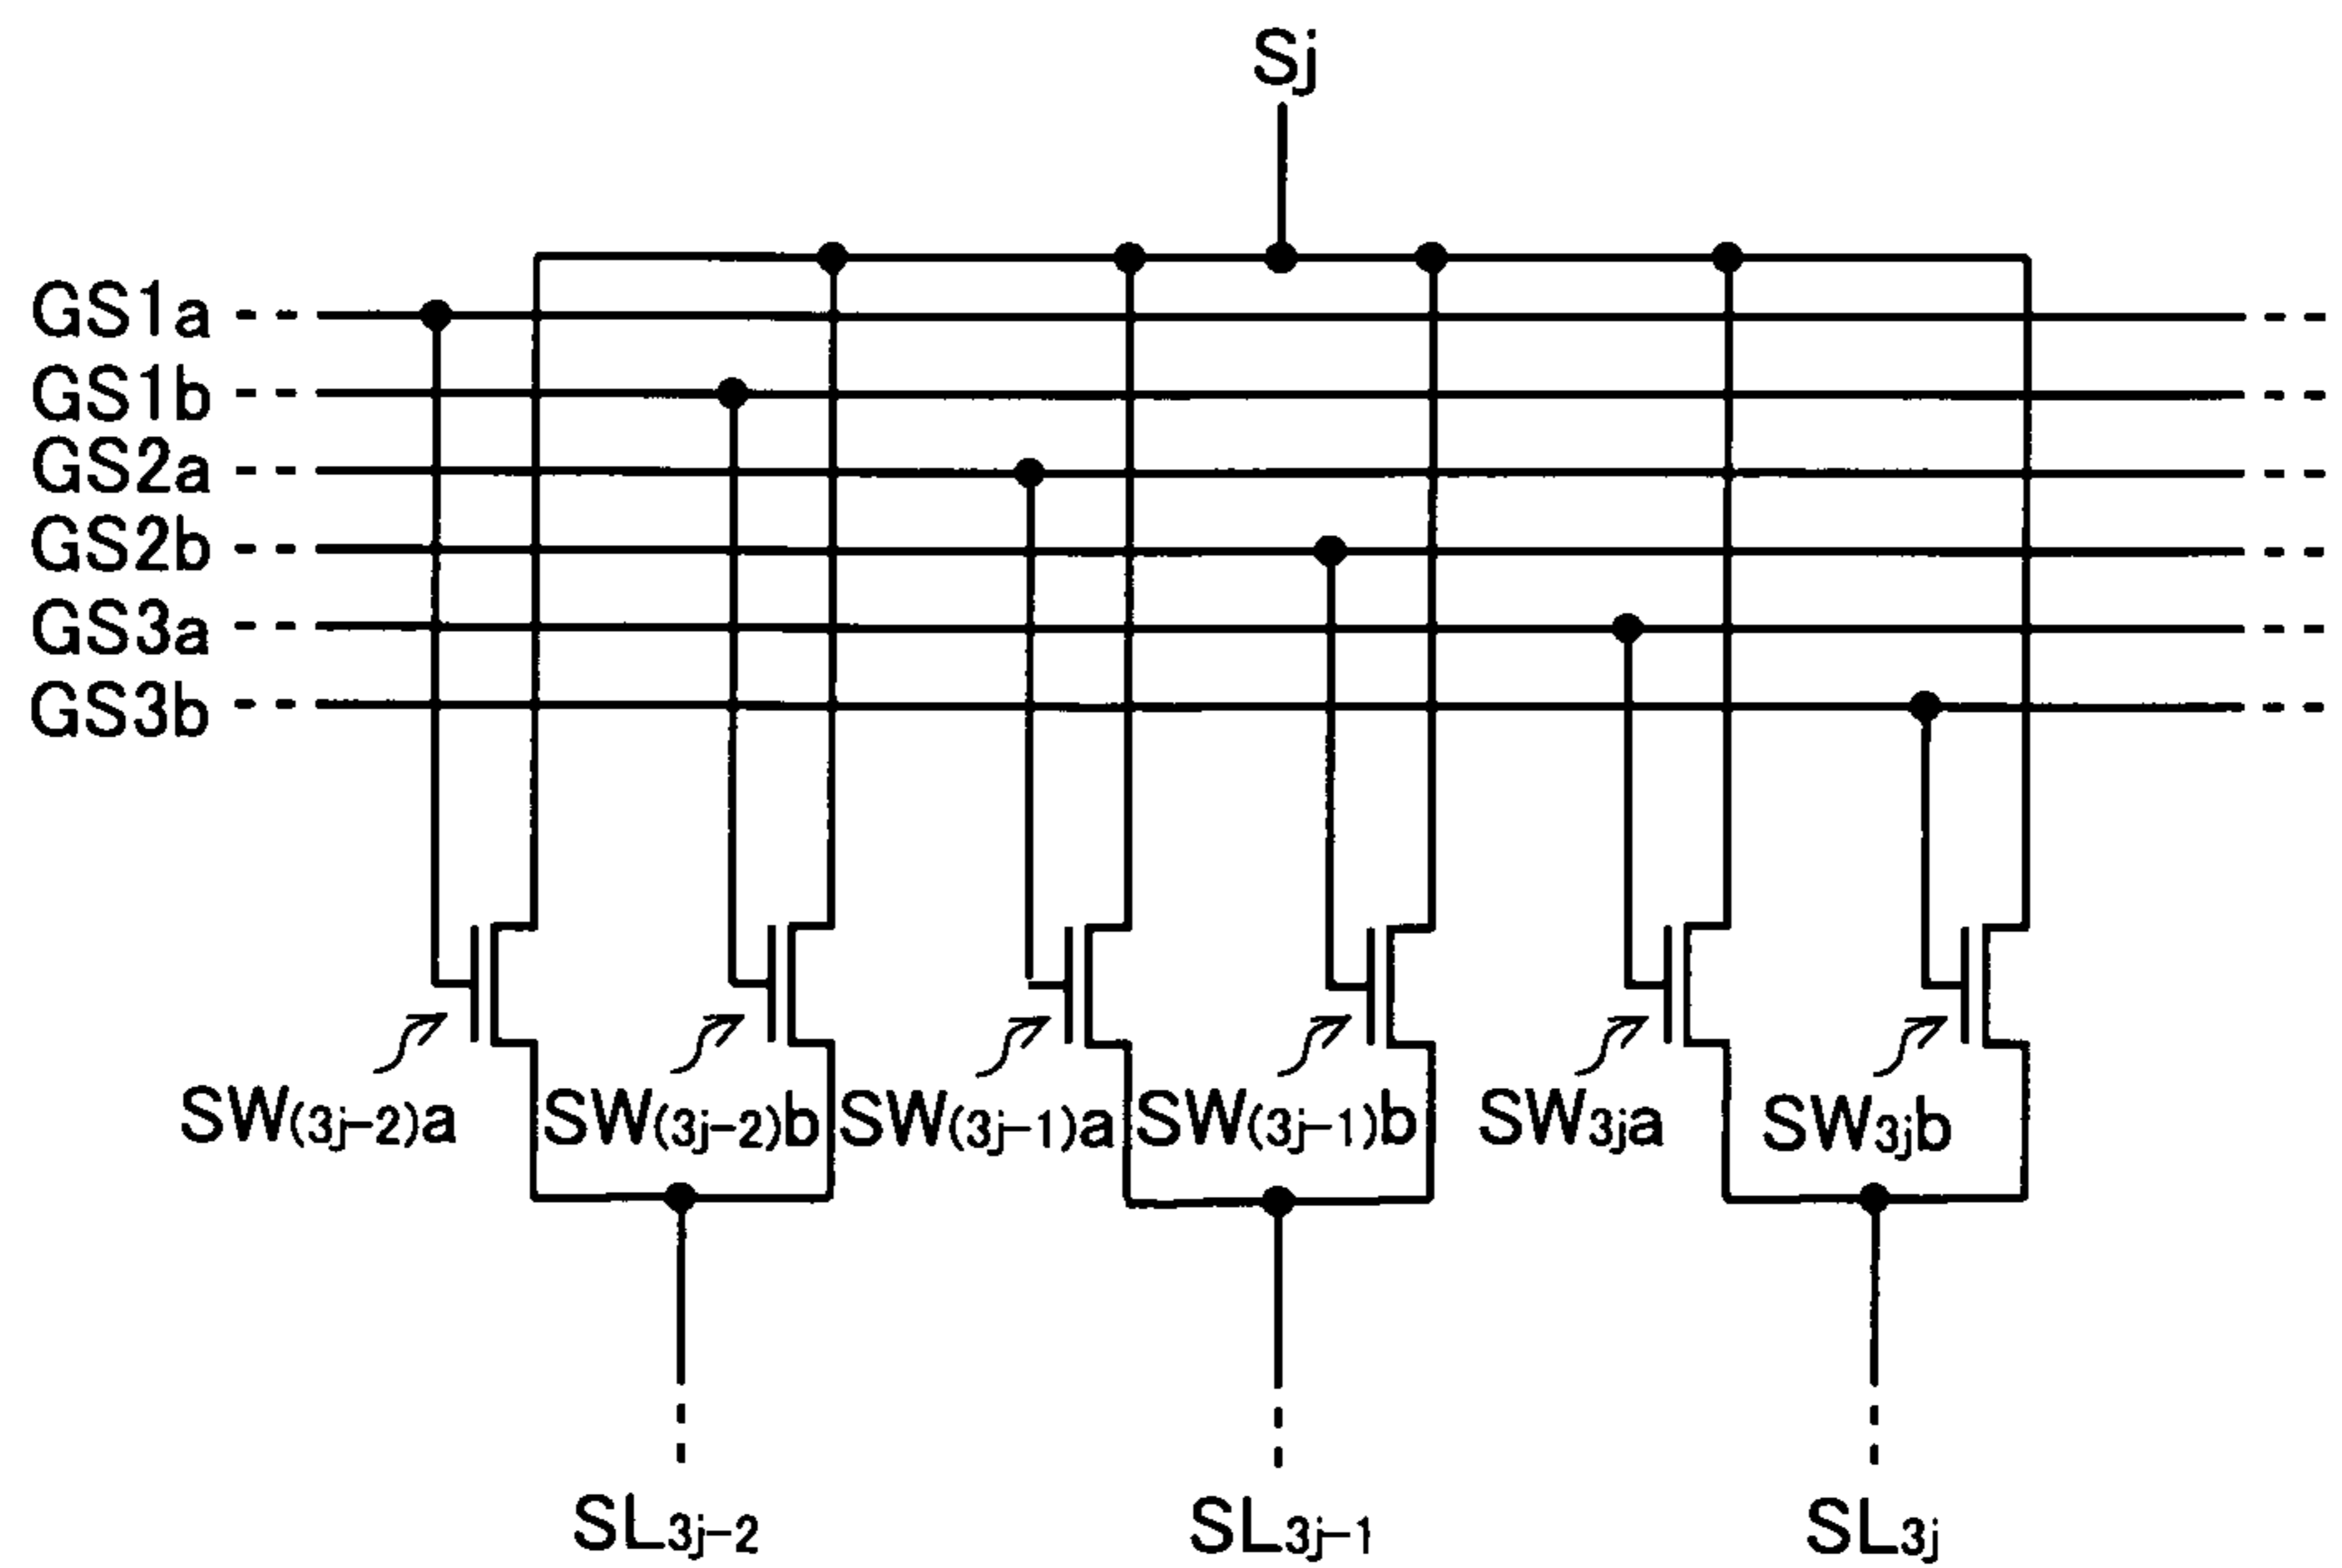 Sj
GS1a
GS1b
GS2a
GS2b
GS3a
GS3b
SW(3j-2)a SW(3j-2)b SW(3j-1)a SW(3j-1)b SW3ja SW3jb
SL3j-2 SL3j-1 SL3j